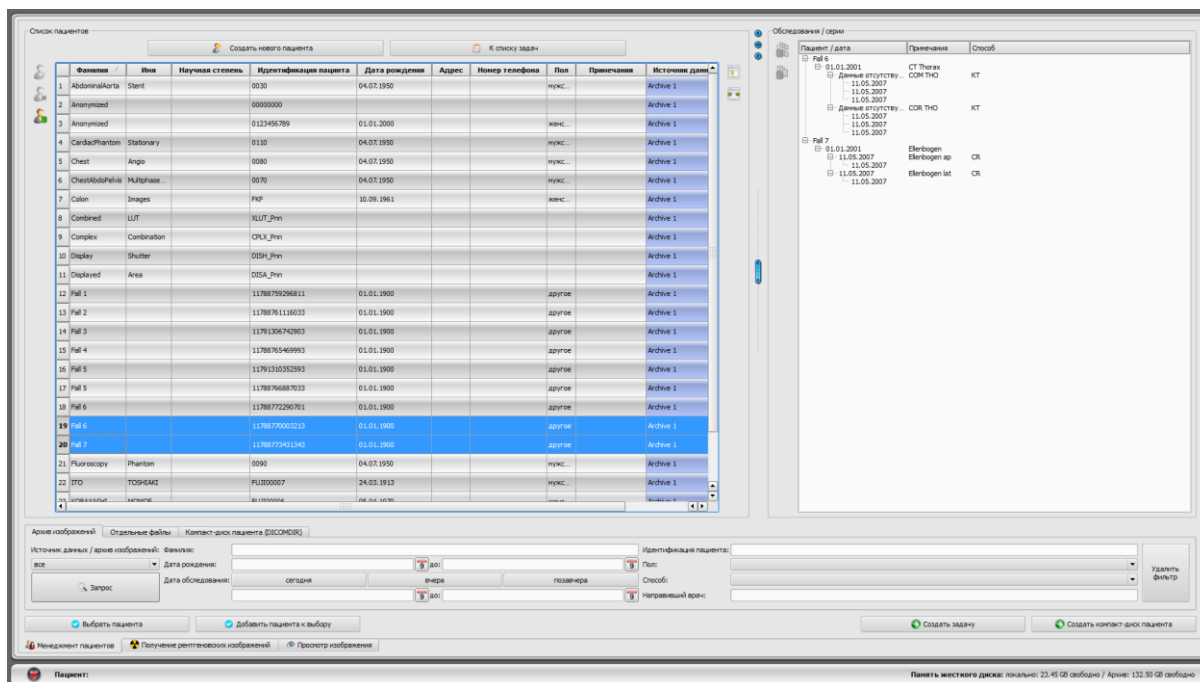 Список пациентов
Создать нового пациента
К списку задач
Фамилия Имя Научная степень Идентификация пациента Дата рождения Адрес Номер телефона Пол Примечания Источник данн
1 AbdominalAorta Stent 0030 04.07.1950 мужс... Archive 1
2 Anonymized 00000000 Archive 1
3 Anonymized 0123456789 01.01.2000 женс... Archive 1
4 CardiacPhantom Stationary 0110 04.07.1950 мужс... Archive 1
5 Chest Angio 0080 04.07.1950 мужс... Archive 1
6 ChestAbdoPelvis Multiphase... 0070 04.07.1950 мужс... Archive 1
7 Colon Images FKF 10.09.1961 женс... Archive 1
8 Combined LUT XLUT_Pnn Archive 1
9 Complex Combination CPLX_Pnn Archive 1
10 Display Shutter DISH_Pnn Archive 1
11 Displayed Area DISA_Pnn Archive 1
12 Fall 1 11788759296811 01.01.1900 другое Archive 1
13 Fall 2 11788761116033 01.01.1900 другое Archive 1
14 Fall 3 11791306742903 01.01.1900 другое Archive 1
15 Fall 4 11788765469993 01.01.1900 другое Archive 1
16 Fall 5 11791310352593 01.01.1900 другое Archive 1
17 Fall 5 11788766887033 01.01.1900 другое Archive 1
18 Fall 6 11788772290701 01.01.1900 другое Archive 1
19 Fall 6 11788770003213 01.01.1900 другое Archive 1
20 Fall 7 11788773431343 01.01.1900 другое Archive 1
21 Fluoroscopy Phantom 0090 04.07.1950 мужс... Archive 1
22 ITO TOSHIAKI FUJI00007 24.03.1913 мужс... Archive 1
Обследования / серии
Пациент / дата Примечания Способ
Fall 6
01.01.2001 CT Thorax
Данные отсутству... COM THO КТ
11.05.2007
11.05.2007
11.05.2007
Данные отсутству... COR THO КТ
11.05.2007
11.05.2007
11.05.2007
Fall 7
01.01.2001 Ellenbogen
11.05.2007 Ellenbogen ap CR
11.05.2007
11.05.2007 Ellenbogen lat CR
11.05.2007
Архив изображений Отдельные файлы Компакт-диск пациента (DICOMDIR)
Источник данных / архив изображений: Фамилия: Идентификация пациента:
все Дата рождения: до: Пол:
Запрос Дата обследования: сегодня вчера позавчера Способ:
до: Направивший врач:
Удалить
фильтр
Выбрать пациента Добавить пациента к выбору Создать задачу Создать компакт-диск пациента
Менеджмент пациентов Получение рентгеновских изображений Просмотр изображения
Пациент: Память жесткого диска: локально: 23.45 GB свободно / Архив: 132.50 GB свободно